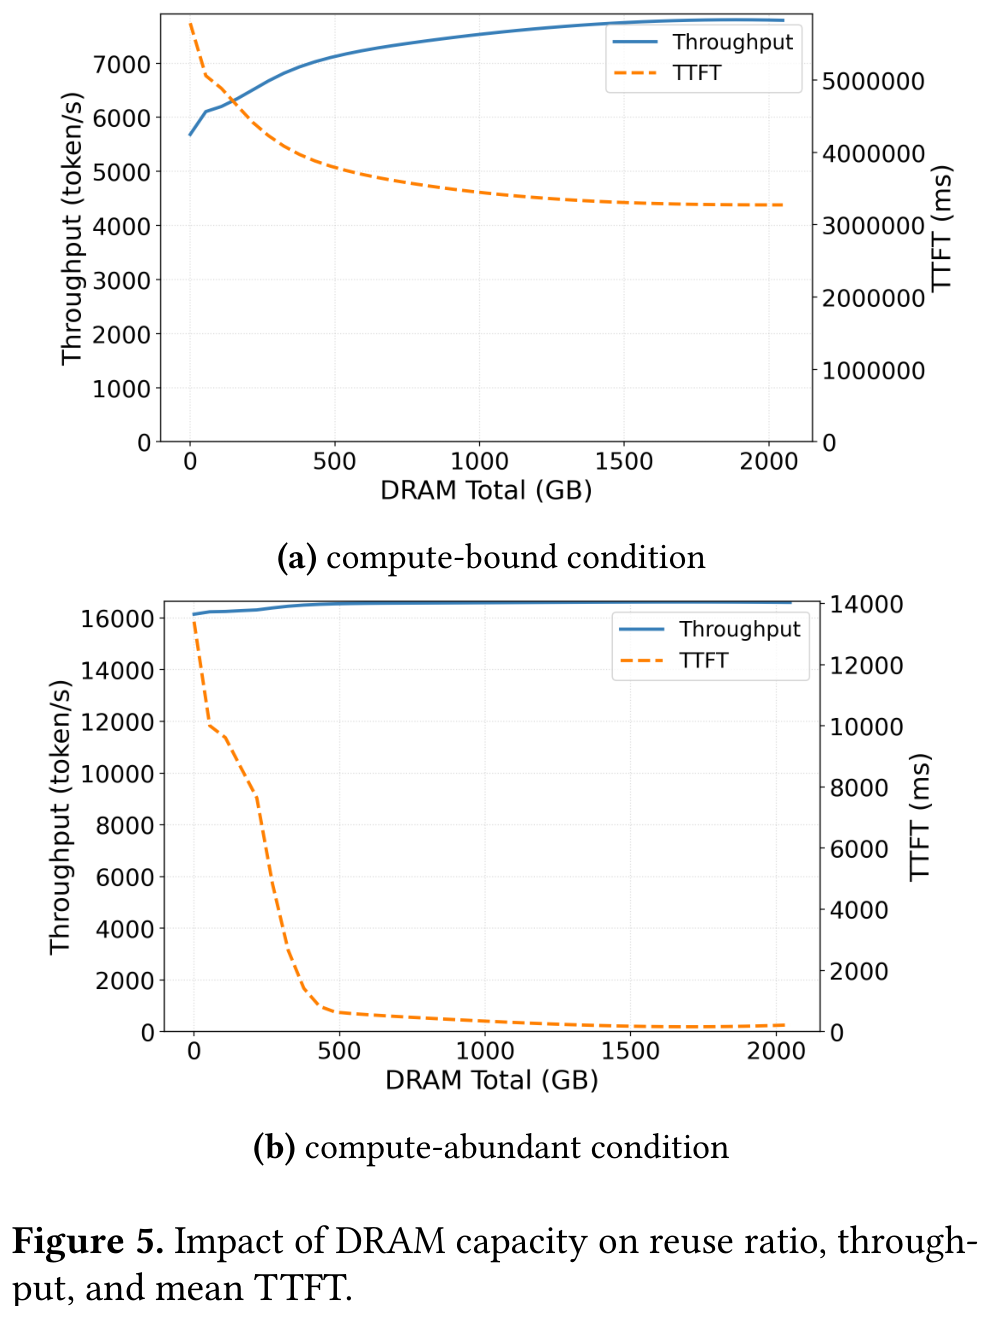 Throughput
TTFT
7000
6000
5000
4000
3000
2000
1000
0
Throughput (token/s)
5000000
4000000
3000000
2000000
1000000
0
TTFT (ms)
0 500 1000 1500 2000
DRAM Total (GB)
(a) compute-bound condition
Throughput
TTFT
16000
14000
12000
10000
8000
6000
4000
2000
0
Throughput (token/s)
14000
12000
10000
8000
6000
4000
2000
0
TTFT (ms)
0 500 1000 1500 2000
DRAM Total (GB)
(b) compute-abundant condition
Figure 5. Impact of DRAM capacity on reuse ratio, through-
put, and mean TTFT.